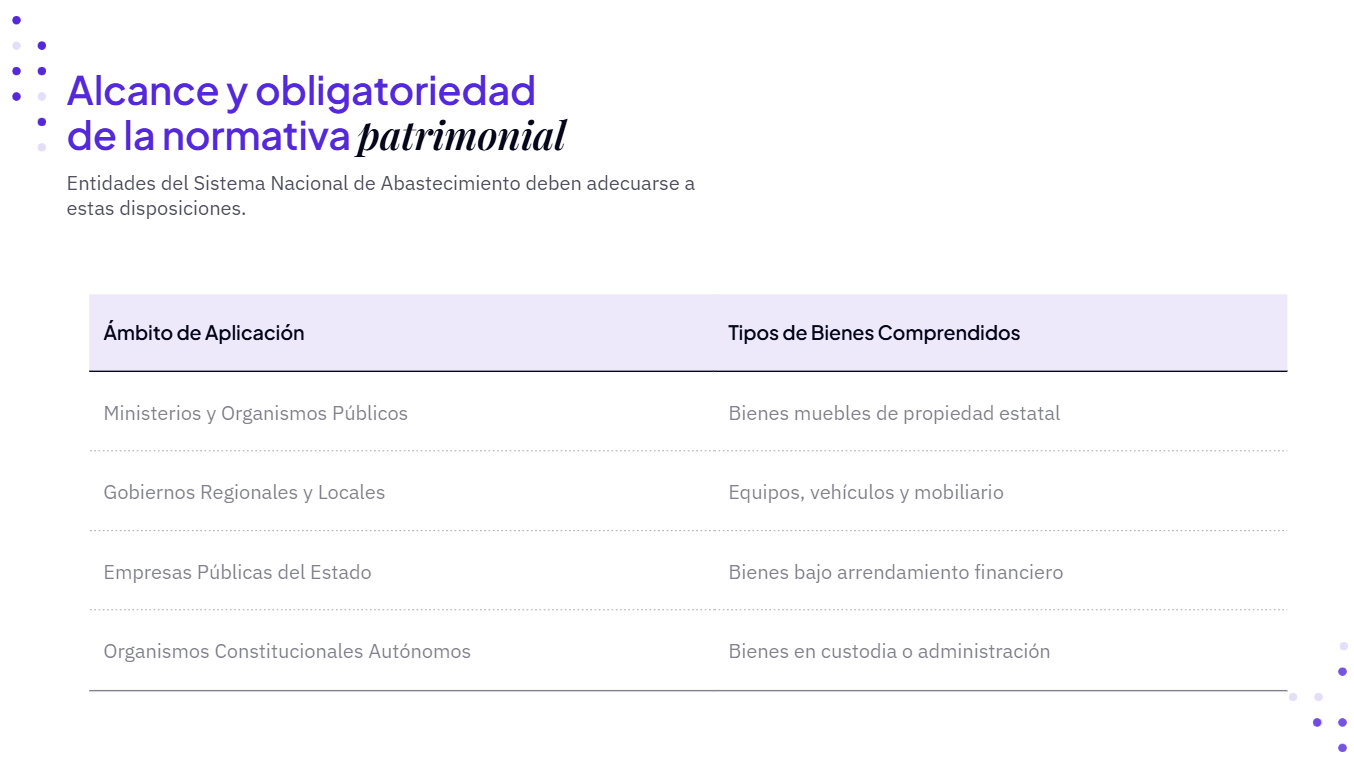 Alcance y obligatoriedad
de la normativa patrimonial
Entidades del Sistema Nacional de Abastecimiento deben adecuarse a
estas disposiciones.
Ámbito de Aplicación
Tipos de Bienes Comprendidos
Ministerios y Organismos Públicos
Bienes muebles de propiedad estatal
Gobiernos Regionales y Locales
Equipos, vehículos y mobiliario
Empresas Públicas del Estado
Bienes bajo arrendamiento financiero
Organismos Constitucionales Autónomos
Bienes en custodia o administración